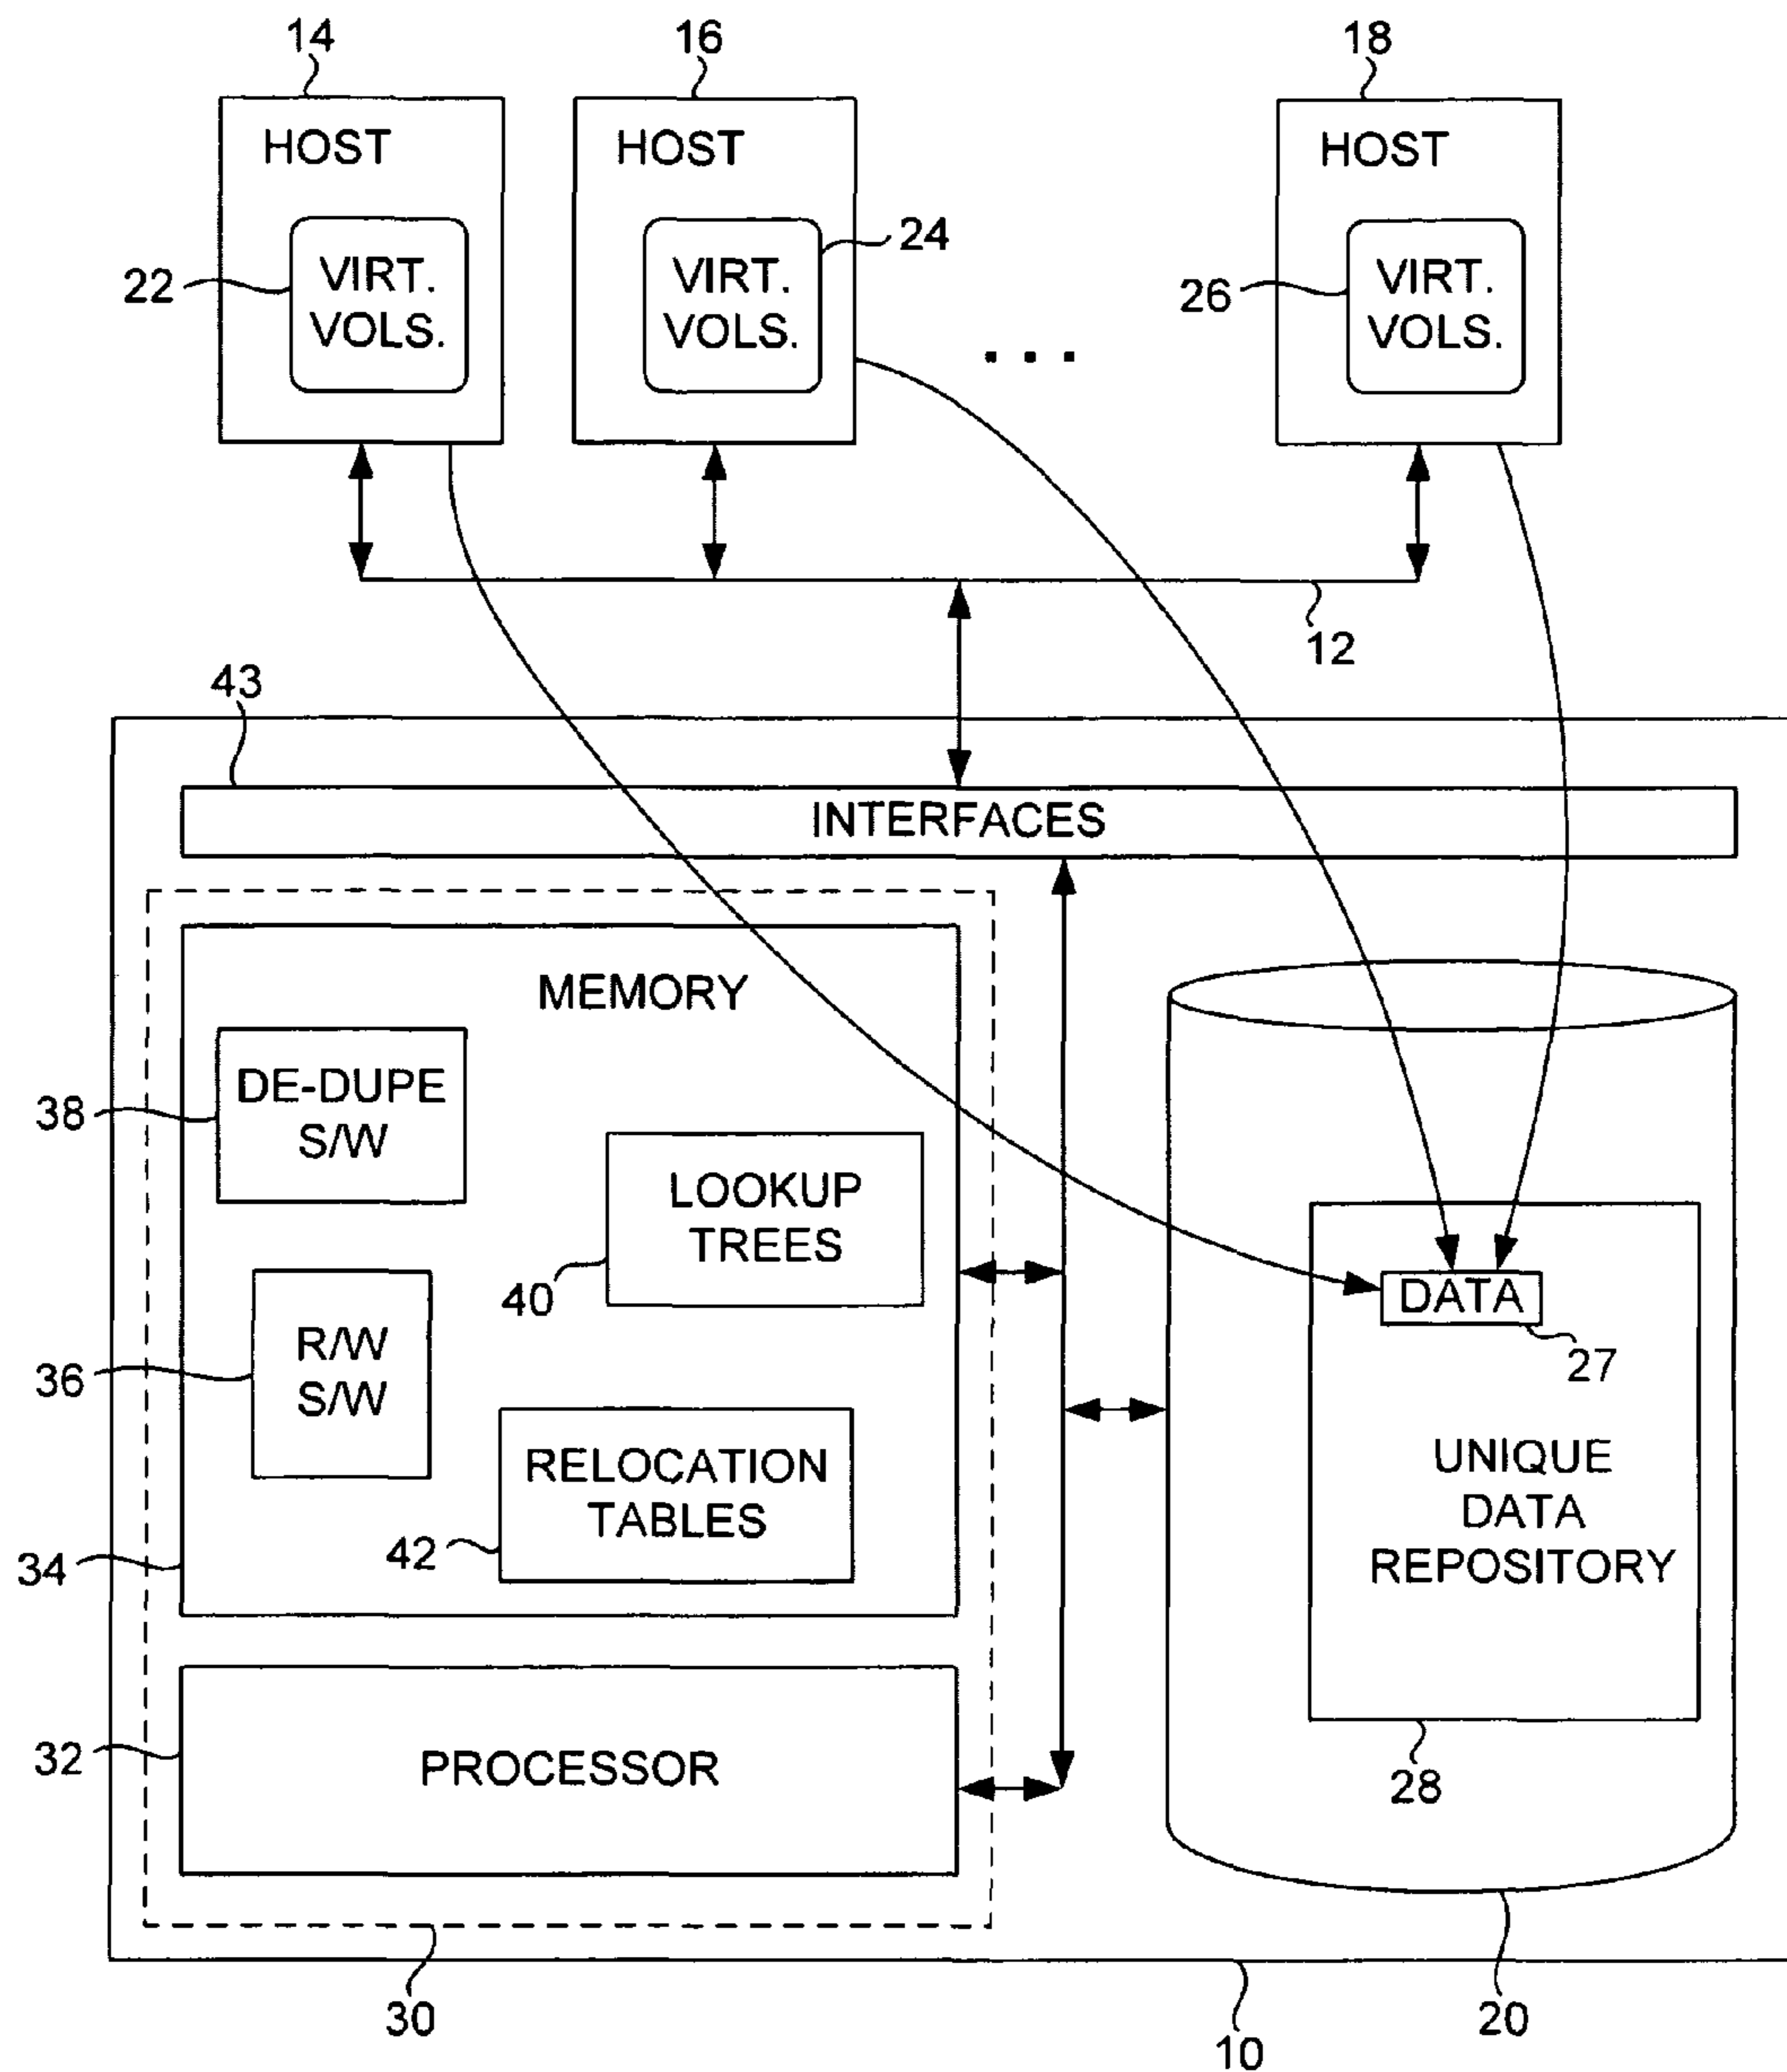 14
16
18
HOST
HOST
HOST
22
VIRT.
VOLS.
VIRT.
VOLS.
24
26
VIRT.
VOLS.
. . .
12
43
INTERFACES
MEMORY
38
DE-DUPE
S/W
LOOKUP
TREES
40
36
R/W
S/W
DATA
27
RELOCATION
TABLES
42
34
UNIQUE
DATA
REPOSITORY
32
PROCESSOR
28
30
10
20